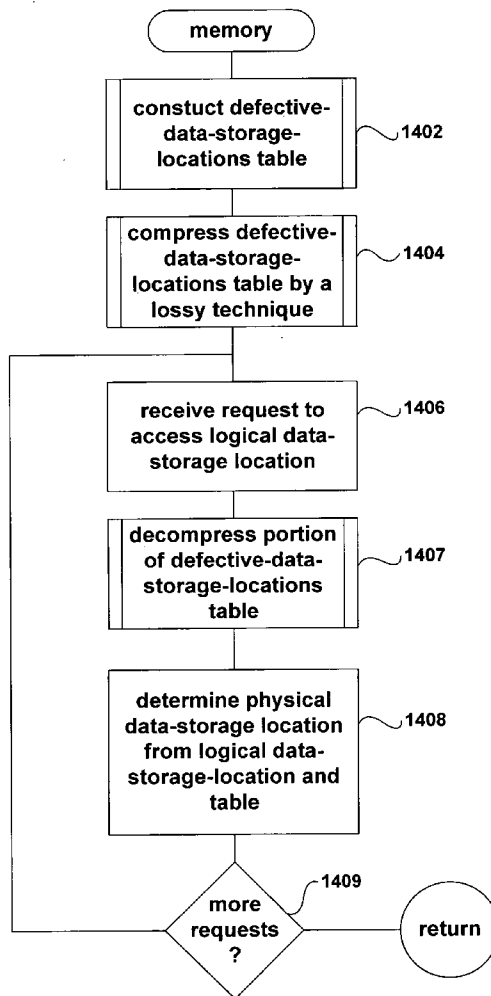 memory
constuct defective-
data-storage-
locations table
1402
compress defective-
data-storage-
locations table by a
lossy technique
1404
receive request to
access logical data-
storage location
1406
decompress portion
of defective-data-
storage-locations
table
1407
determine physical
data-storage location
from logical data-
storage-location and
table
1408
more
requests
?
1409
return